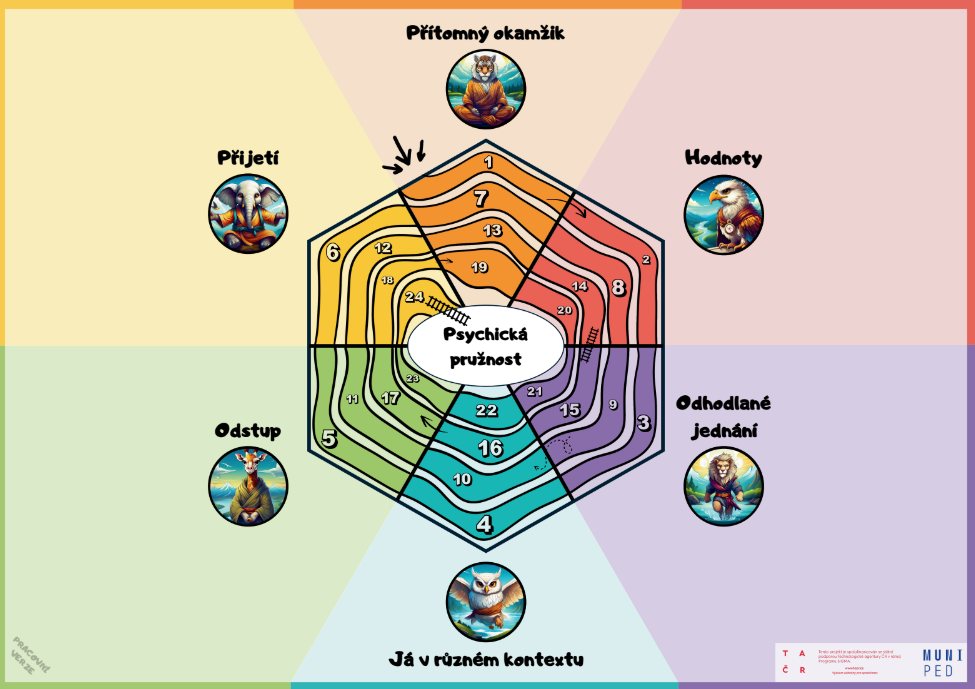 Přítomný okamžik
Přijetí
Hodnoty
1
7
13
19
6
12
18
24
2
8
14
20
Psychická
pružnost
23
17
11
5
22
16
10
4
21
15
9
3
Odstup
Odhodlané
jednání
Já v různém kontextu
PRACOVNÍ
VERZE
T A
Č R
MUNI
PED